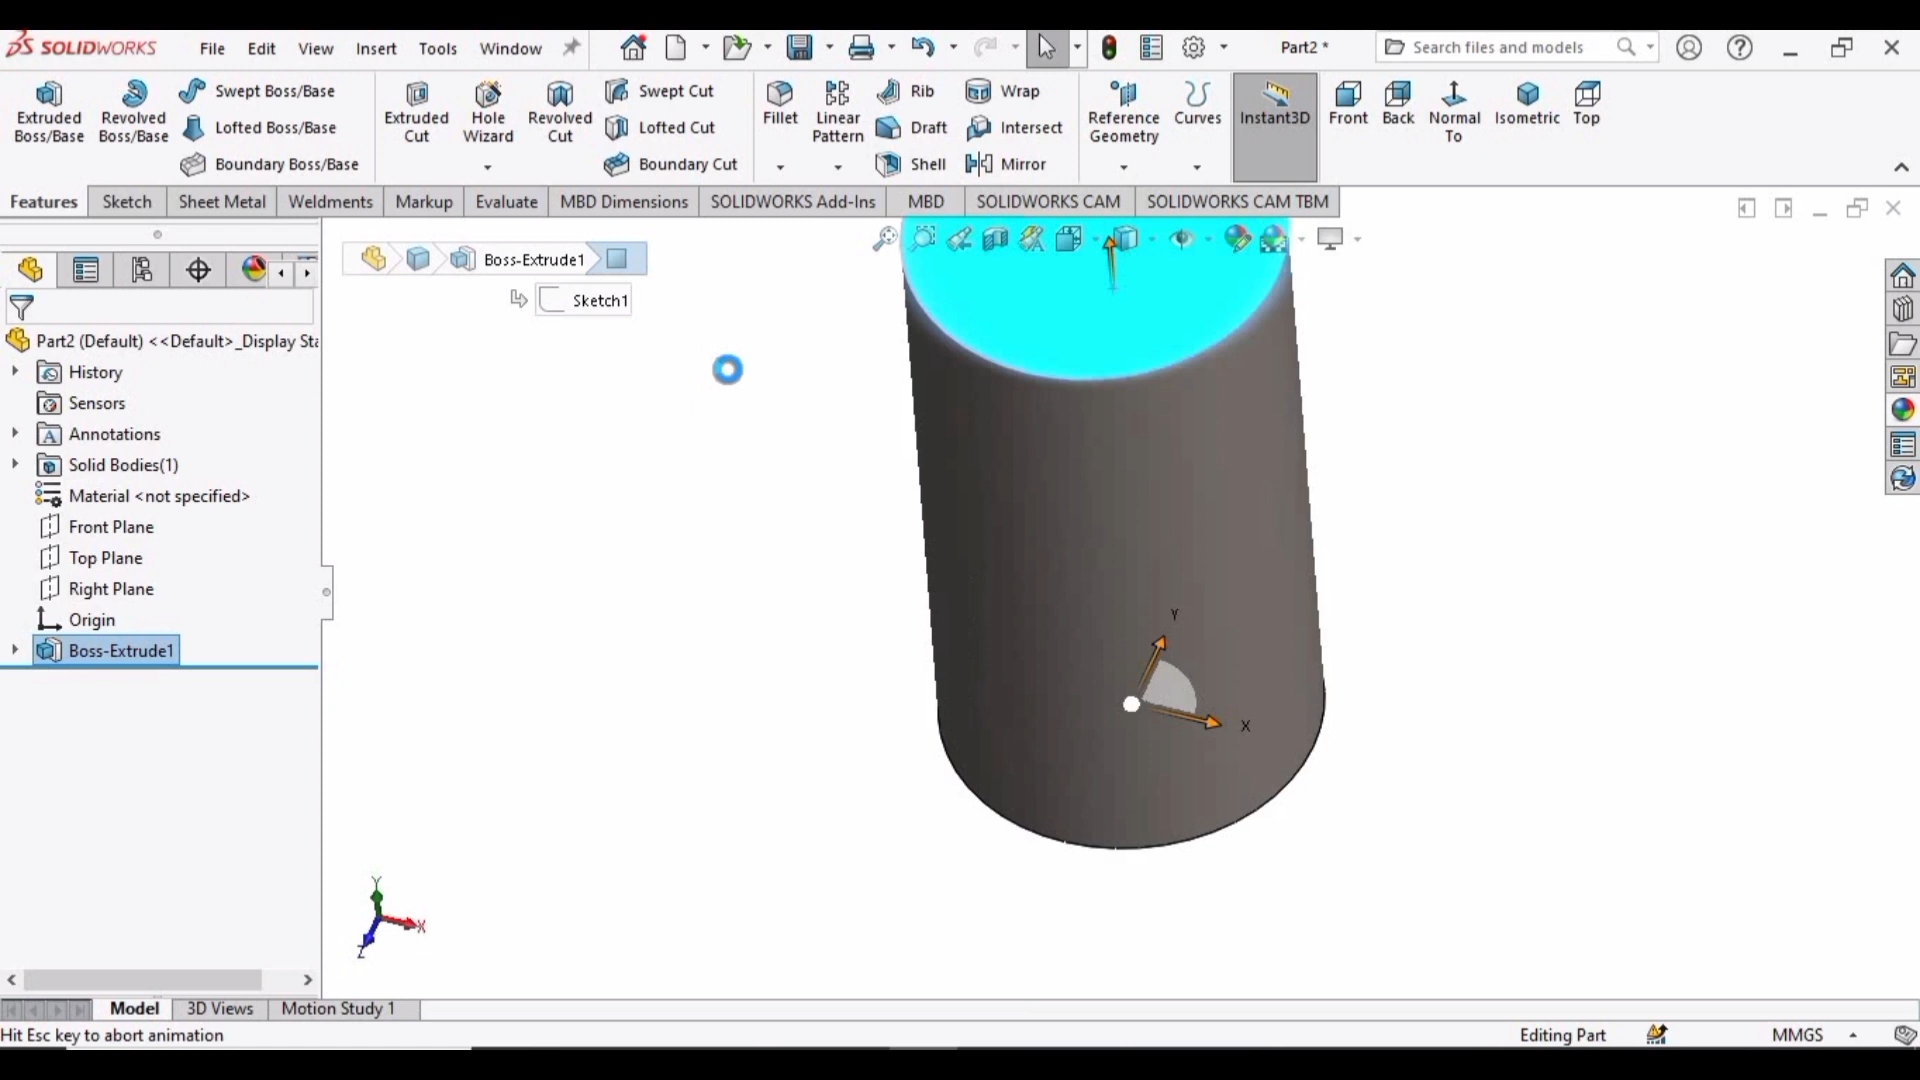 SOLIDWORKS File Edit View Insert Tools Window Part2 * Search files and models
Extruded Boss/Base
Revolved Boss/Base
Swept Boss/Base
Lofted Boss/Base
Boundary Boss/Base
Extruded Cut
Hole Wizard
Revolved Cut
Swept Cut
Lofted Cut
Boundary Cut
Fillet
Linear Pattern
Rib
Draft
Shell
Wrap
Intersect
Mirror
Reference Geometry
Curves
Instant3D
Front
Back
Normal To
Isometric
Top
Features Sketch Sheet Metal Weldments Markup Evaluate MBD Dimensions SOLIDWORKS Add-Ins MBD SOLIDWORKS CAM SOLIDWORKS CAM TBM
Boss-Extrude1
Sketch1
Part2 (Default) <<Default>_Display Sta
History
Sensors
Annotations
Solid Bodies(1)
Material <not specified>
Front Plane
Top Plane
Right Plane
Origin
Boss-Extrude1
Y
X
Y
X
Z
Model 3D Views Motion Study 1
Hit Esc key to abort animation Editing Part MMGS